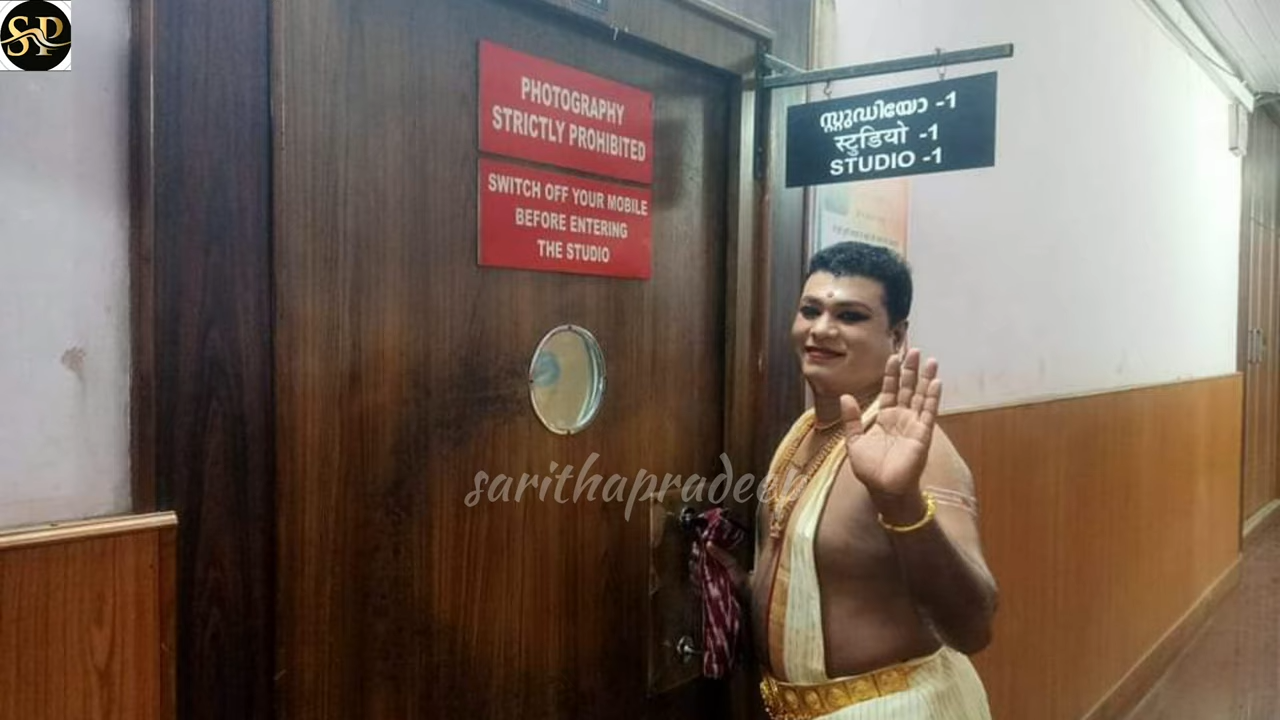 SP
PHOTOGRAPHY
STRICTLY PROHIBITED
SWITCH OFF YOUR MOBILE
BEFORE ENTERING
THE STUDIO
സ്റ്റുഡിയോ -1
स्टुडियो -1
STUDIO -1
sarithapradeep